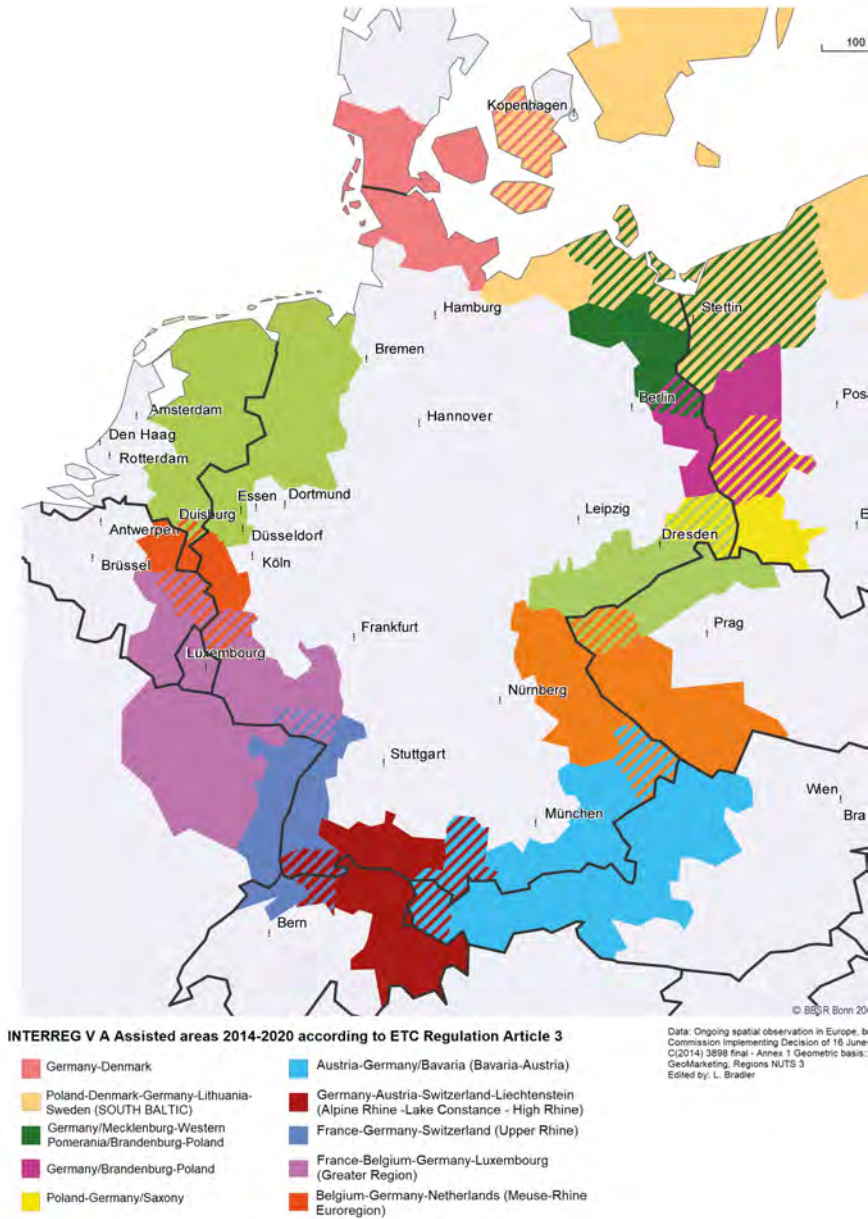 100
Kopenhagen
Hamburg
Stettin
Bremen
Amsterdam
Berlin
Hannover
Den Haag
Rotterdam
Essen
Dortmund
Duisburg
Leipzig
Antwerpen
Düsseldorf
Dresden
Brüssel
Köln
Frankfurt
Prag
Luxembourg
Nürnberg
Stuttgart
Wien
München
Bra
Bern
© BBSR Bonn
INTERREG V A Assisted areas 2014-2020 according to ETC Regulation Article 3
Data: Ongoing spatial observation in Europe,
Commission Implementing Decision of 16 June
C(2014) 3898 final - Annex 1 Geometric basis:
GeoMarketing, Regions NUTS 3
Edited by: L. Bradler
Germany-Denmark
Poland-Denmark-Germany-Lithuania-
Sweden (SOUTH BALTIC)
Germany/Mecklenburg-Western
Pomerania/Brandenburg-Poland
Germany/Brandenburg-Poland
Poland-Germany/Saxony
Austria-Germany/Bavaria (Bavaria-Austria)
Germany-Austria-Switzerland-Liechtenstein
(Alpine Rhine -Lake Constance - High Rhine)
France-Germany-Switzerland (Upper Rhine)
France-Belgium-Germany-Luxembourg
(Greater Region)
Belgium-Germany-Netherlands (Meuse-Rhine
Euroregion)